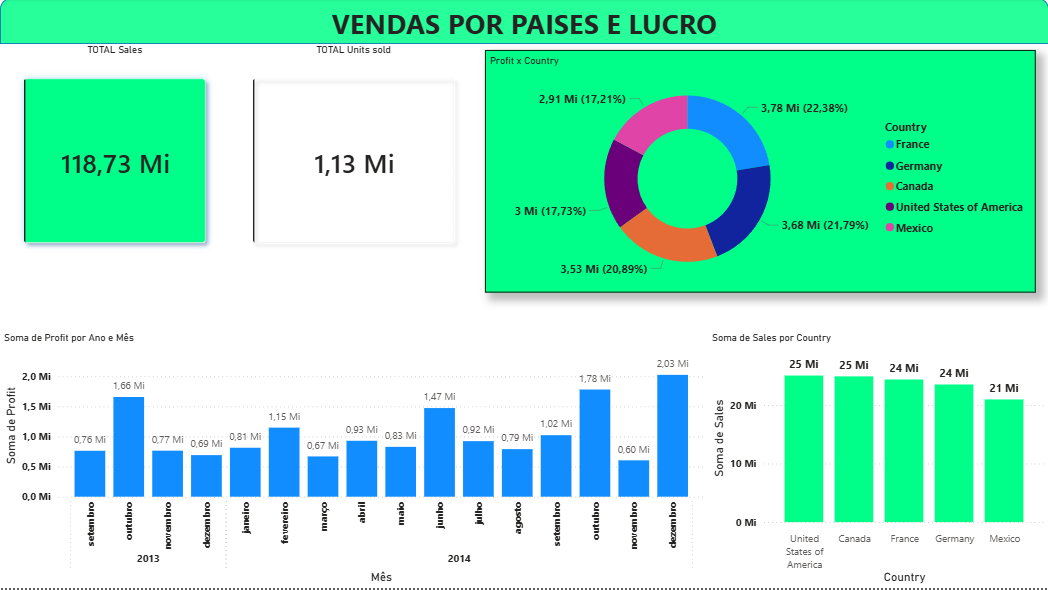 VENDAS POR PAISES E LUCRO
TOTAL Sales
118,73 Mi
TOTAL Units sold
1,13 Mi
Profit x Country
2,91 Mi (17,21%)
3,78 Mi (22,38%)
3 Mi (17,73%)
3,68 Mi (21,79%)
3,53 Mi (20,89%)
Country
France
Germany
Canada
United States of America
Mexico
Soma de Profit por Ano e Mês
Soma de Profit
2,0 Mi
1,5 Mi
1,0 Mi
0,5 Mi
0,0 Mi
0,76 Mi
1,66 Mi
0,77 Mi
0,69 Mi
0,81 Mi
1,15 Mi
0,67 Mi
0,93 Mi
0,83 Mi
1,47 Mi
0,92 Mi
0,79 Mi
1,02 Mi
1,78 Mi
0,60 Mi
2,03 Mi
setembro
outubro
novembro
dezembro
janeiro
fevereiro
março
abril
maio
junho
julho
agosto
setembro
outubro
novembro
dezembro
2013
2014
Mês
Soma de Sales por Country
Soma de Sales
20 Mi
10 Mi
0 Mi
25 Mi
25 Mi
24 Mi
24 Mi
21 Mi
United
States of
America
Canada
France
Germany
Mexico
Country